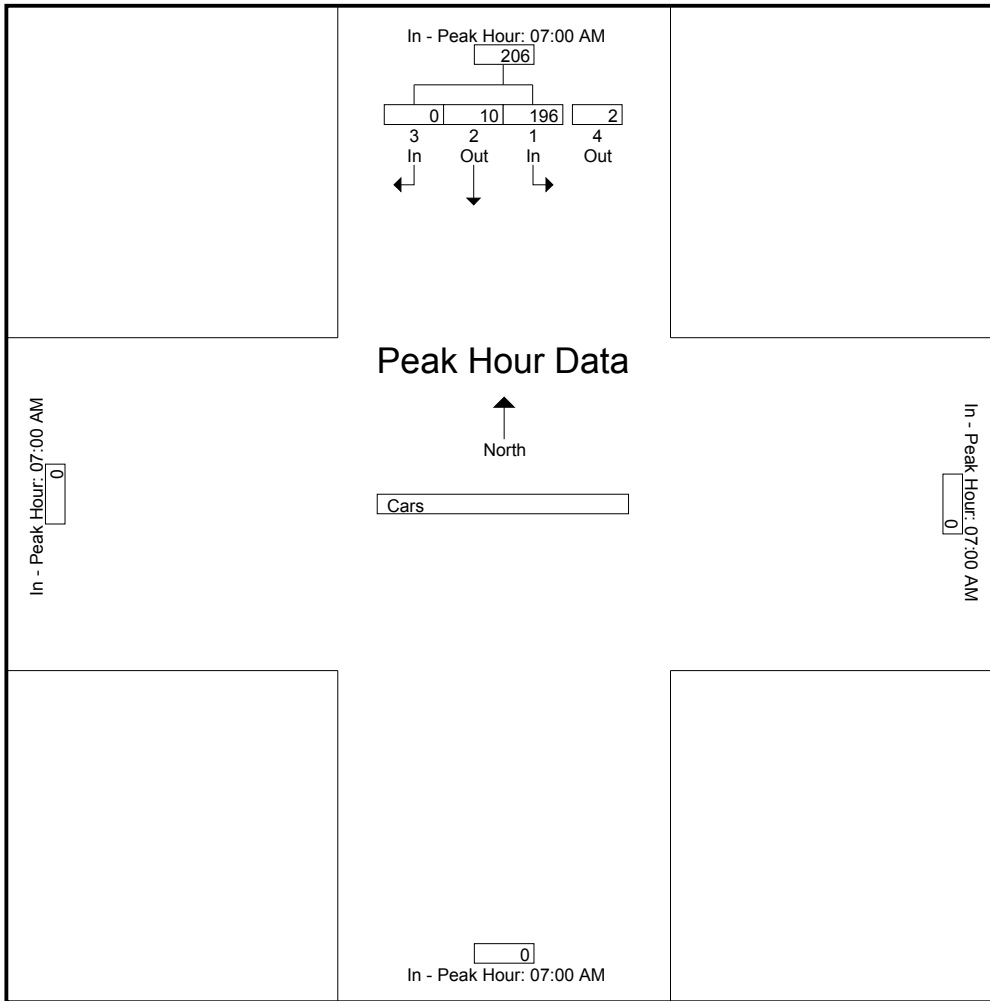 In - Peak Hour: 07:00 AM
206
0 10 196 2
3 2 1 4
In Out In Out
Peak Hour Data
North
In - Peak Hour: 07:00 AM
0
Cars
In - Peak Hour: 07:00 AM
0
0
In - Peak Hour: 07:00 AM